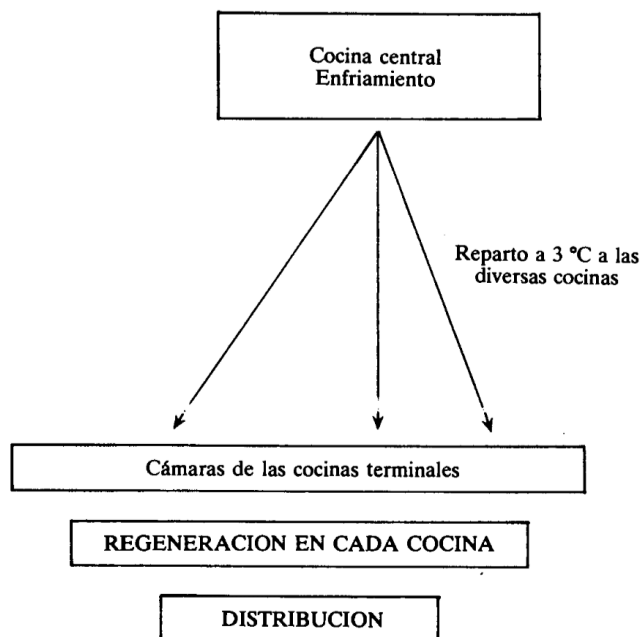 Cocina central
Enfriamiento
Reparto a 3 °C a las
diversas cocinas
Cámaras de las cocinas terminales
REGENERACION EN CADA COCINA
DISTRIBUCION